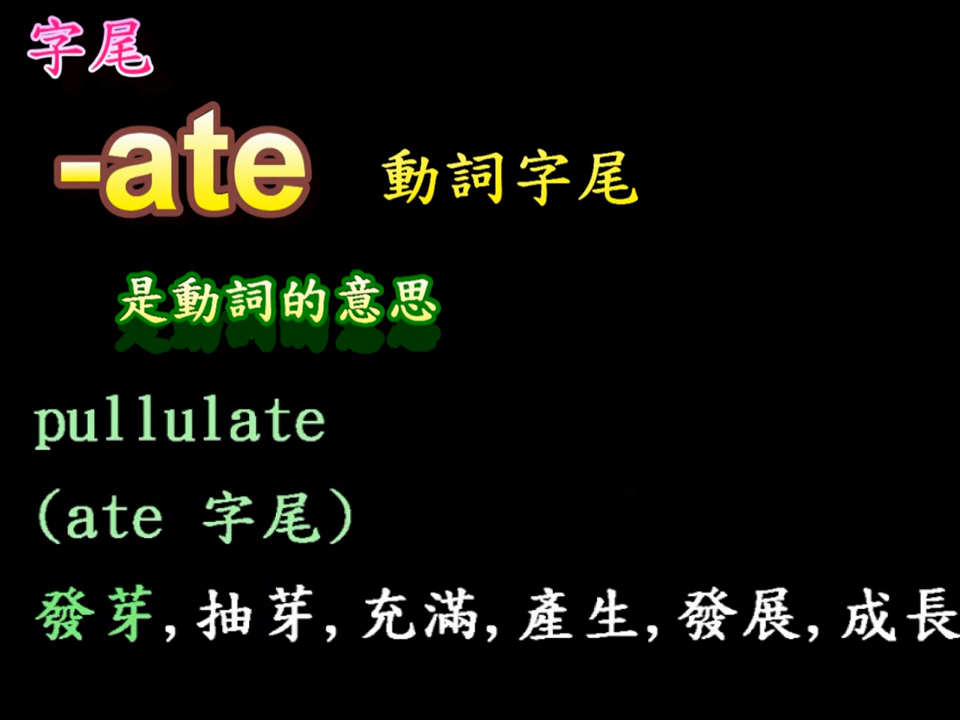 字尾
-ate 動詞字尾
是動詞的意思
pullulate
(ate 字尾)
發芽,抽芽,充滿,產生,發展,成長